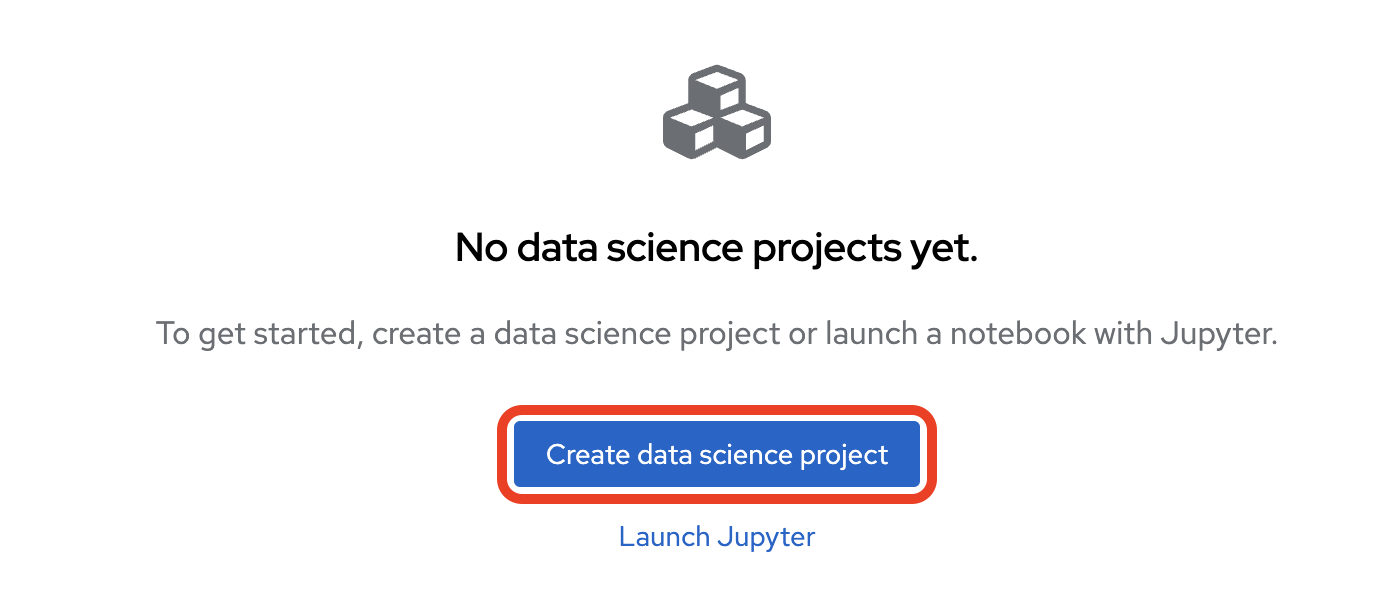 No data science projects yet.
To get started, create a data science project or launch a notebook with Jupyter.
Create data science project
Launch Jupyter